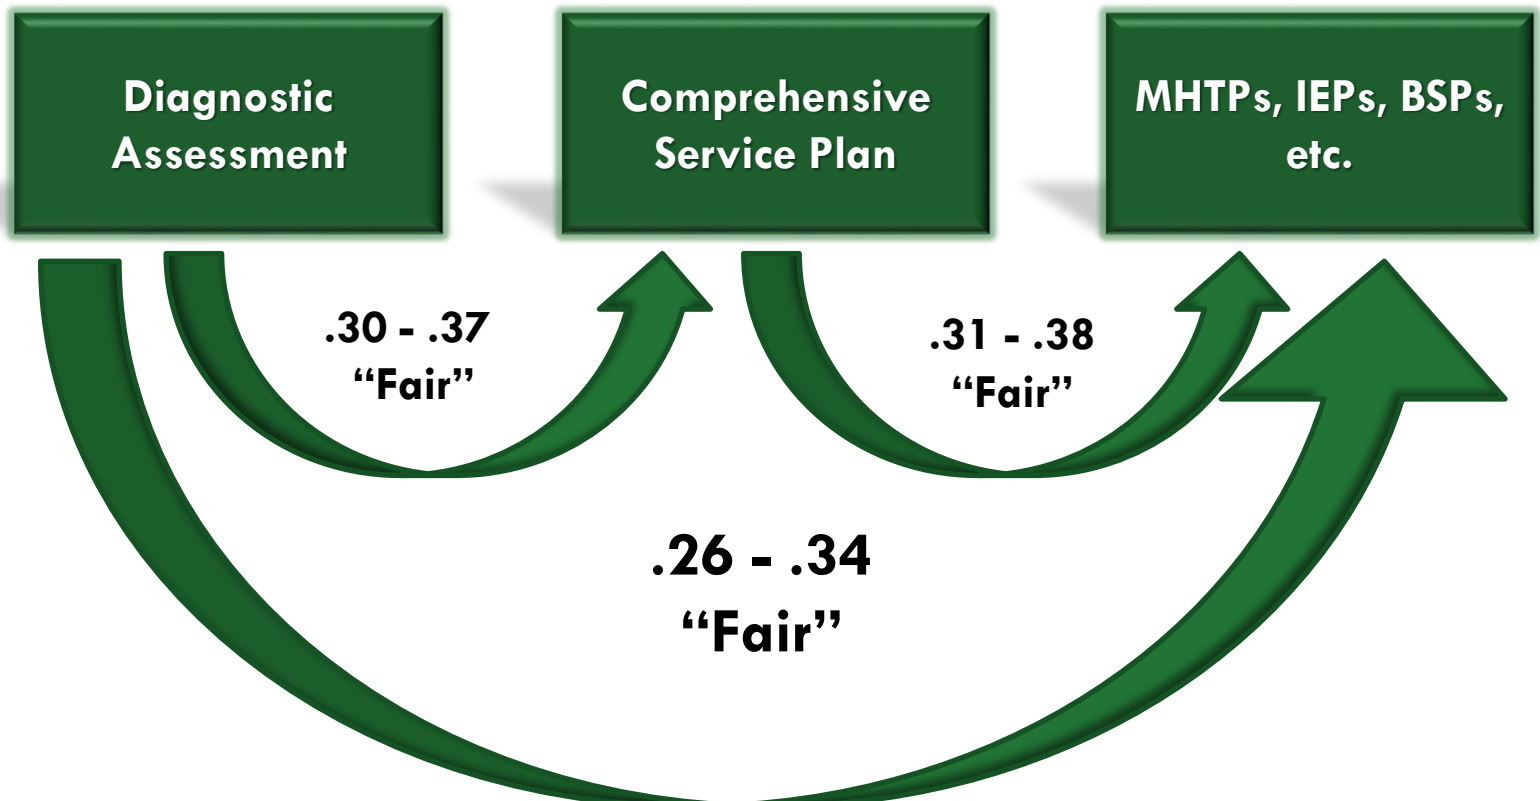 Diagnostic
Assessment
Comprehensive
Service Plan
MHTPs, IEPs, BSPs,
etc.
.30 - .37
“Fair”
.31 - .38
“Fair”
.26 - .34
“Fair”